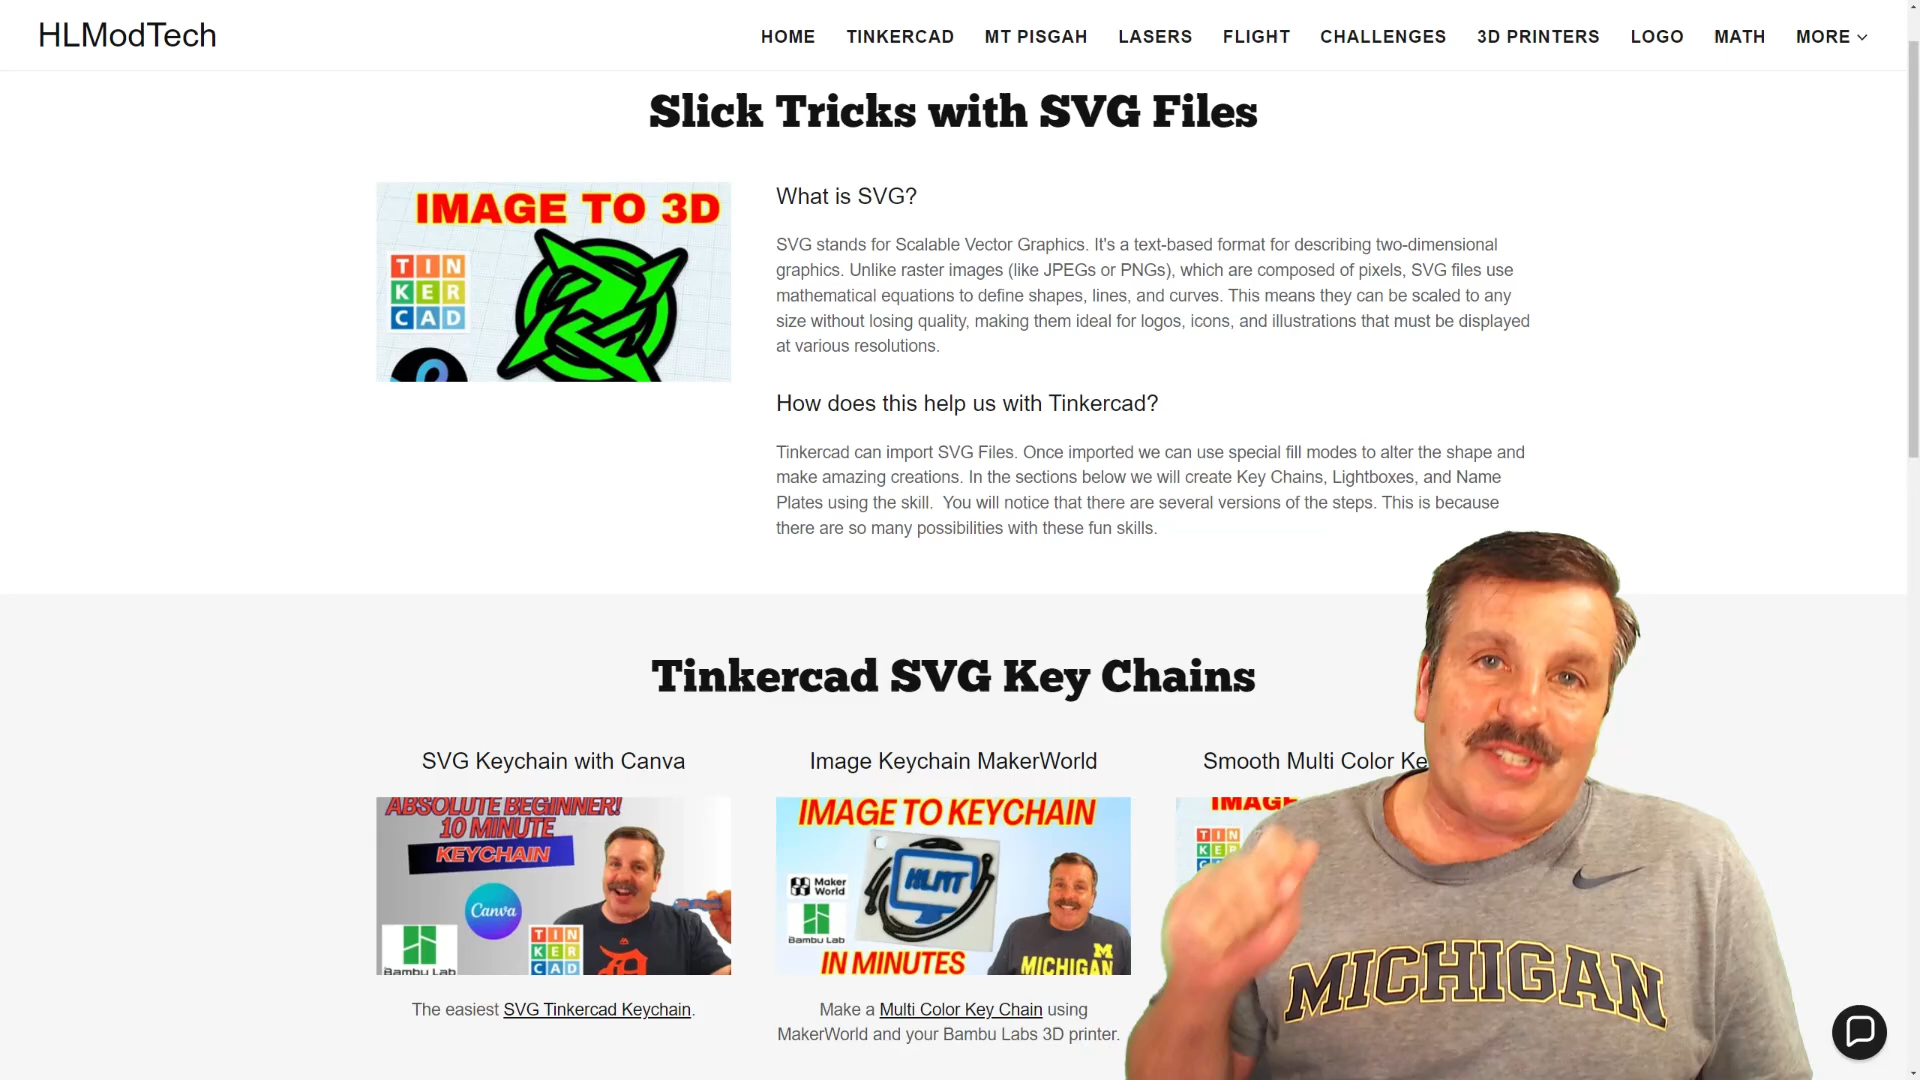 HLModTech
HOME TINKERCAD MT PISGAH LASERS FLIGHT CHALLENGES 3D PRINTERS LOGO MATH MORE
Slick Tricks with SVG Files
IMAGE TO 3D
TIN
KER
CAD
What is SVG?
SVG stands for Scalable Vector Graphics. It's a text-based format for describing two-dimensional
graphics. Unlike raster images (like JPEGs or PNGs), which are composed of pixels, SVG files use
mathematical equations to define shapes, lines, and curves. This means they can be scaled to any
size without losing quality, making them ideal for logos, icons, and illustrations that must be displayed
at various resolutions.
How does this help us with Tinkercad?
Tinkercad can import SVG Files. Once imported we can use special fill modes to alter the shape and
make amazing creations. In the sections below we will create Key Chains, Lightboxes, and Name
Plates using the skill.  You will notice that there are several versions of the steps. This is because
there are so many possibilities with these fun skills.
Tinkercad SVG Key Chains
SVG Keychain with Canva
ABSOLUTE BEGINNER!
10 MINUTE
KEYCHAIN
Canva
Bambu Lab
TIN
KER
CAD
The easiest SVG Tinkercad Keychain.
Image Keychain MakerWorld
IMAGE TO KEYCHAIN
HLMT
Maker
World
Bambu Lab
M
MICHIGAN
IN MINUTES
Make a Multi Color Key Chain using
MakerWorld and your Bambu Labs 3D printer.
Smooth Multi Color Ke
IMAGE
TIN
KER
MICHIGAN